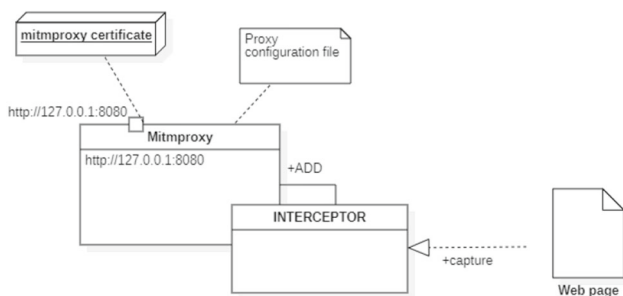 mitmproxy certificate
Proxy
configuration file
http://127.0.0.1:8080
Mitmproxy
http://127.0.0.1:8080
+ADD
INTERCEPTOR
+capture
Web page